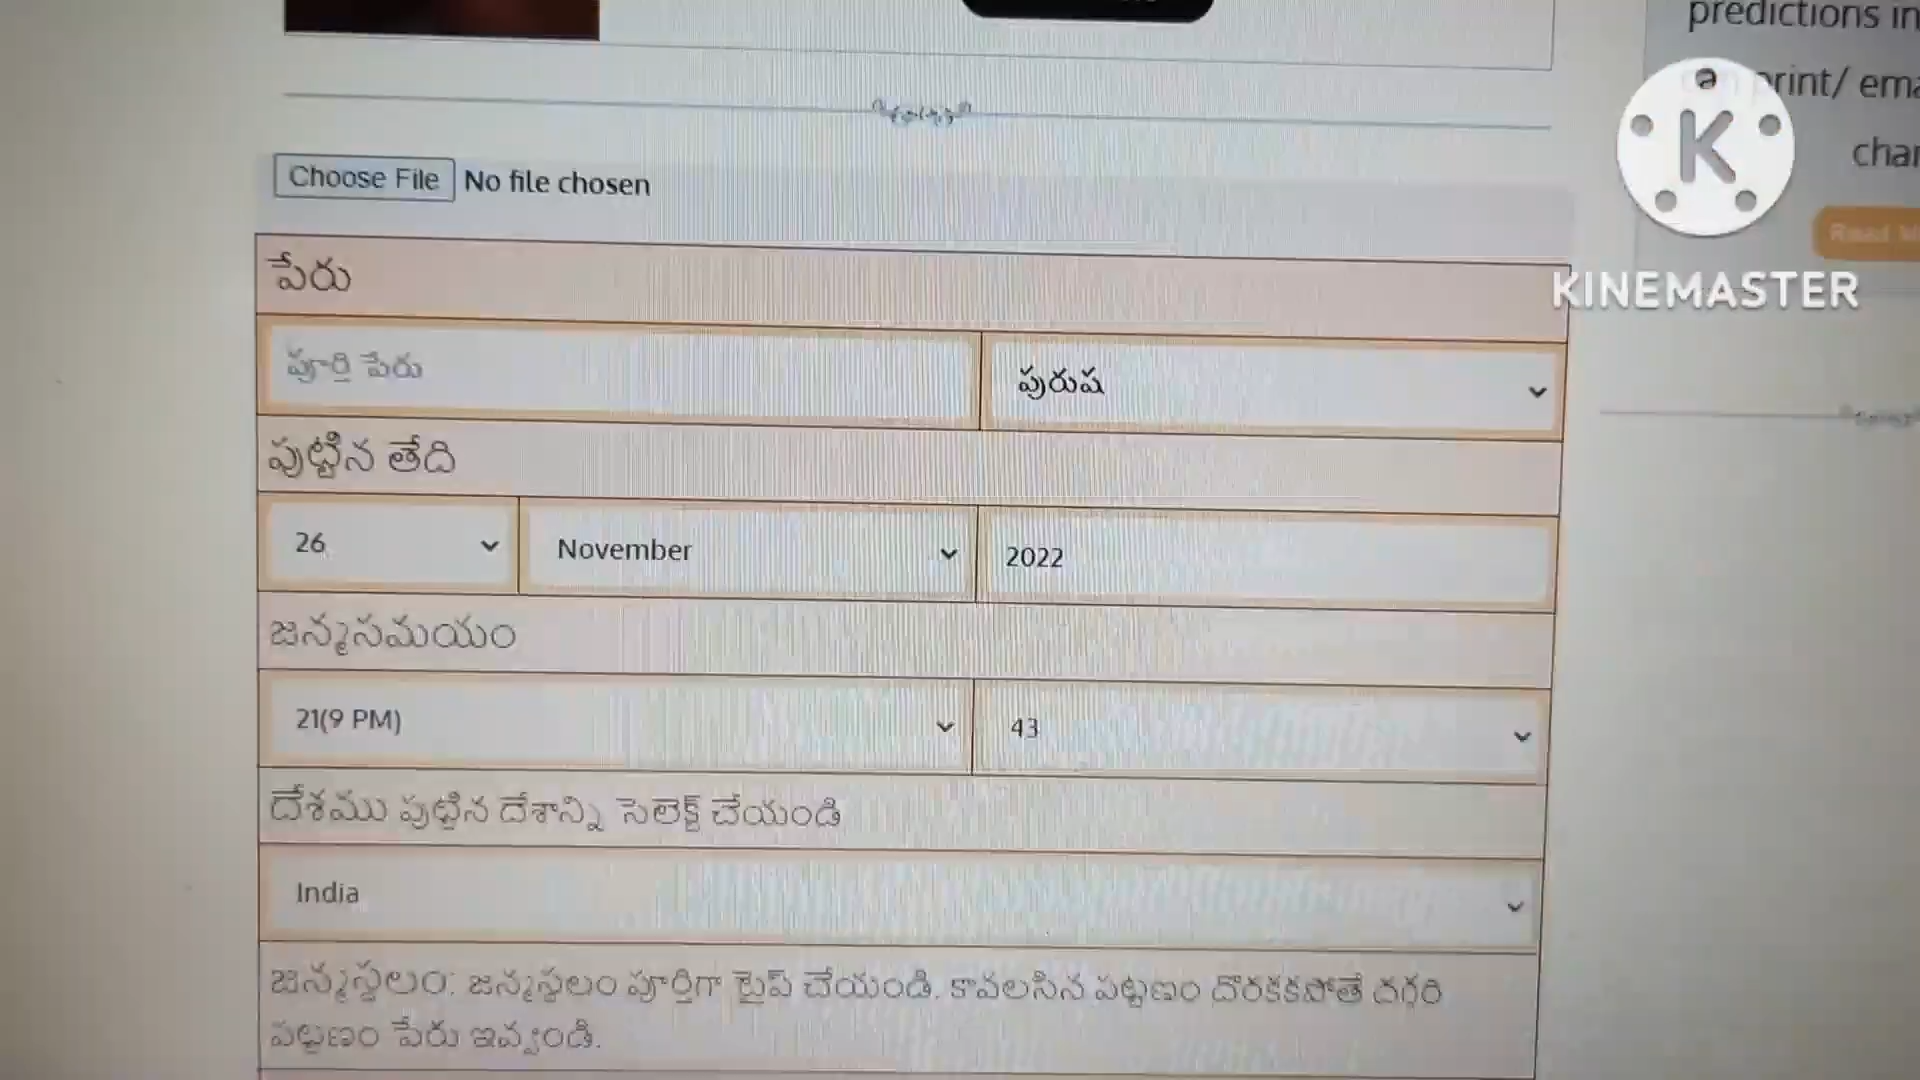 predictions in
print/ ema
char
Read M
KINEMASTER
Choose File No file chosen
పేరు
పూర్తి పేరు
పురుష
పుట్టిన తేది
26
November
2022
జన్మసమయం
21(9 PM)
43
దేశము పుట్టిన దేశాన్ని సెలెక్ట్ చేయండి
India
జన్మస్థలం: జన్మస్థలం పూర్తిగా టైప్ చేయండి. కావలసిన పట్టణం దొరకకపోతే దగ్గరి
పట్టణం పేరు ఇవ్వండి.